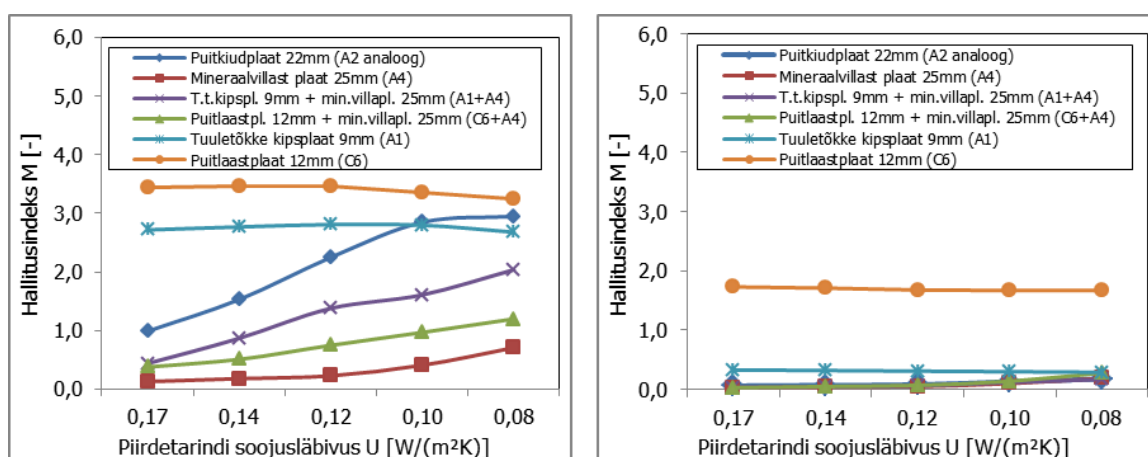 6,0
5,0
4,0
3,0
2,0
1,0
0,0
Hallitusindeks M [-]
Puitkiudplaat 22mm (A2 analoog)
Mineraalvillast plaat 25mm (A4)
T.t.kipspl. 9mm + min.villapl. 25mm (A1+A4)
Puitlaastpl. 12mm + min.villapl. 25mm (C6+A4)
Tuuletõkke kipsplaat 9mm (A1)
Puitlaastplaat 12mm (C6)
0,17 0,14 0,12 0,10 0,08
Piirdetarindi soojusläbivus U [W/(m²K)]
6,0
5,0
4,0
3,0
2,0
1,0
0,0
Hallitusindeks M [-]
Puitkiudplaat 22mm (A2 analoog)
Mineraalvillast plaat 25mm (A4)
T.t.kipspl. 9mm + min.villapl. 25mm (A1+A4)
Puitlaastpl. 12mm + min.villapl. 25mm (C6+A4)
Tuuletõkke kipsplaat 9mm (A1)
Puitlaastplaat 12mm (C6)
0,17 0,14 0,12 0,10 0,08
Piirdetarindi soojusläbivus U [W/(m²K)]